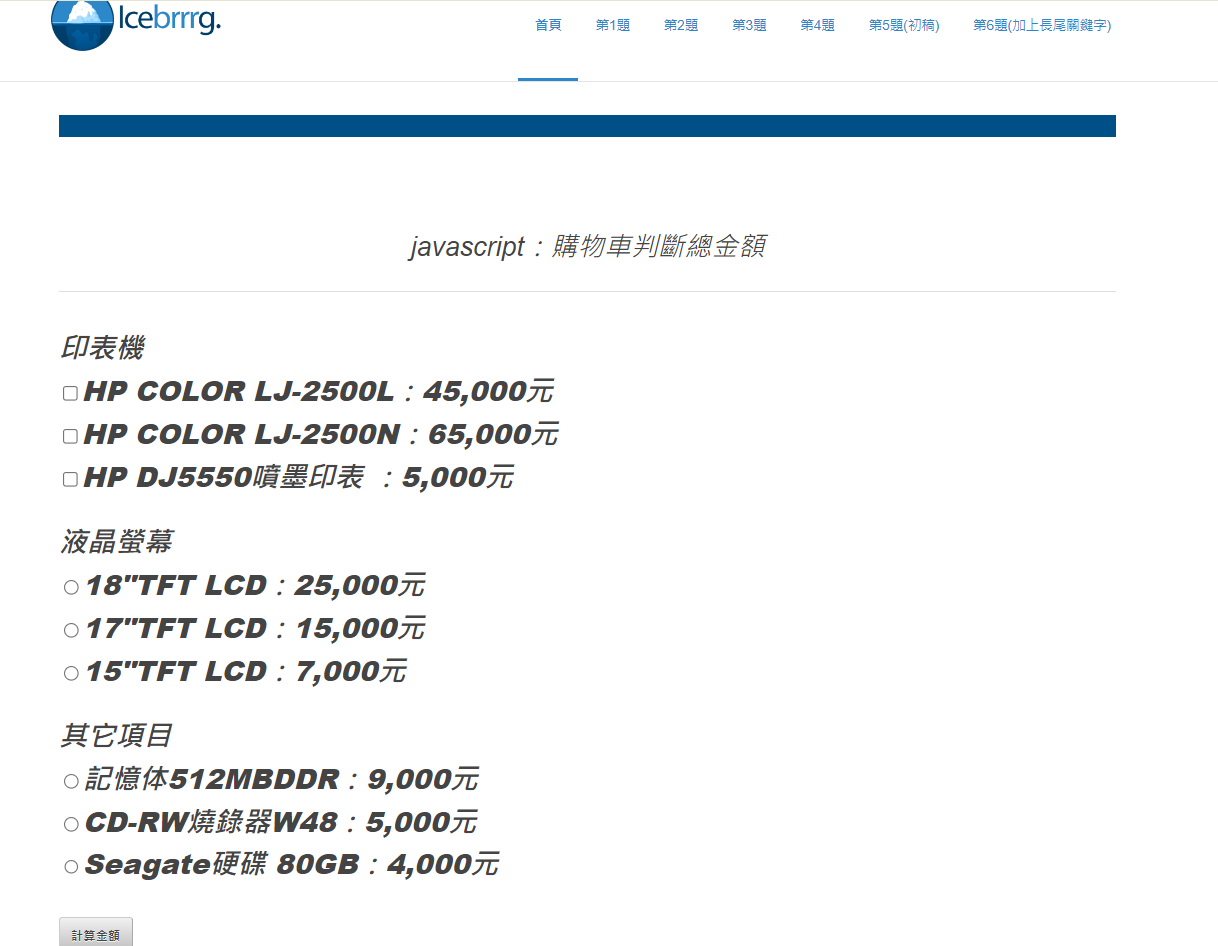 Icebrrrg.
首頁 第1題 第2題 第3題 第4題 第5題(初稿) 第6題(加上長尾關鍵字)
javascript：購物車判斷總金額
印表機
HP COLOR LJ-2500L：45,000元
HP COLOR LJ-2500N：65,000元
HP DJ5550噴墨印表 ：5,000元
液晶螢幕
18"TFT LCD：25,000元
17"TFT LCD：15,000元
15"TFT LCD：7,000元
其它項目
記憶体512MBDDR：9,000元
CD-RW燒錄器W48：5,000元
Seagate硬碟 80GB：4,000元
計算金額